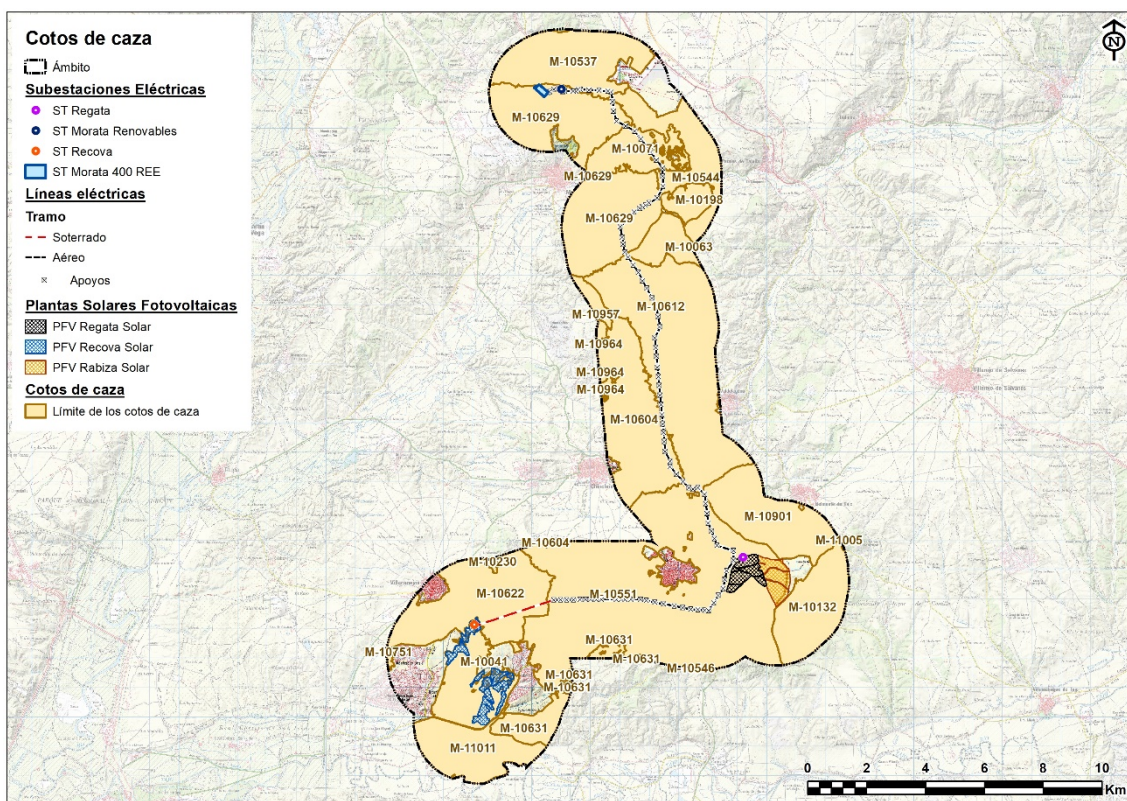 Cotos de caza
Ámbito
Subestaciones Eléctricas
ST Regata
ST Morata Renovables
ST Recova
ST Morata 400 REE
Líneas eléctricas
Tramo
Soterrado
Aéreo
Apoyos
Plantas Solares Fotovoltaicas
PFV Regata Solar
PFV Recova Solar
PFV Rabiza Solar
Cotos de caza
Límite de los cotos de caza
N
M-10537
M-10629
M-10071
M-10629
M-10544
M-10198
M-10629
M-10063
M-10612
M-10957
M-10964
M-10964
M-10964
M-10604
M-10901
M-11005
M-10604
M-10230
M-10622
M-10551
M-10132
M-10631
M-10751
M-10041
M-10631
M-10546
M-10631
M-10631
M-10631
M-11011
0 2 4 6 8 10
Km